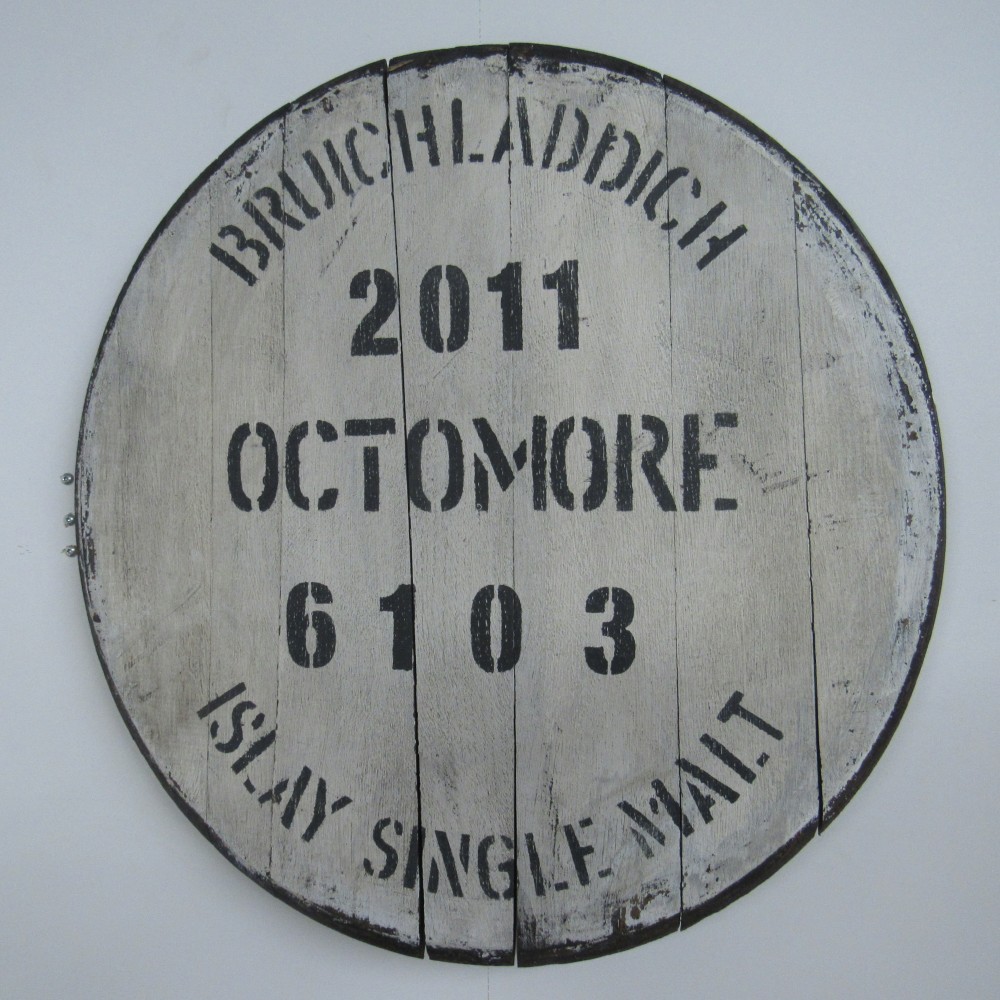 BRUICHLADDICH
2011
OCTOMORE
6103
ISLAY SINGLE MALT